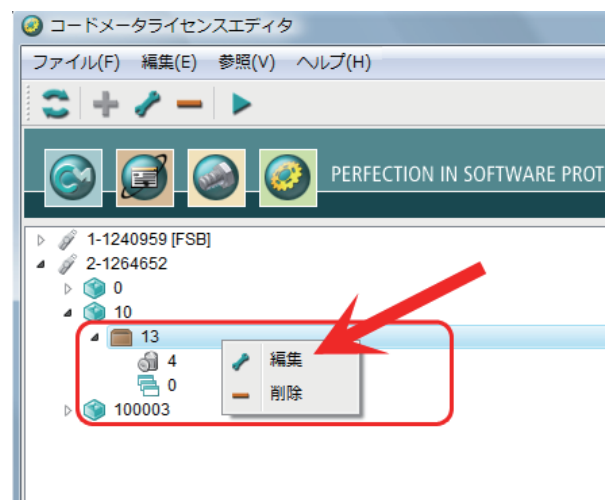 コードメータライセンスエディタ
ファイル(F) 編集(E) 参照(V) ヘルプ(H)
PERFECTION IN SOFTWARE PROT
1-1240959 [FSB]
2-1264652
0
10
13
編集
4
削除
0
100003